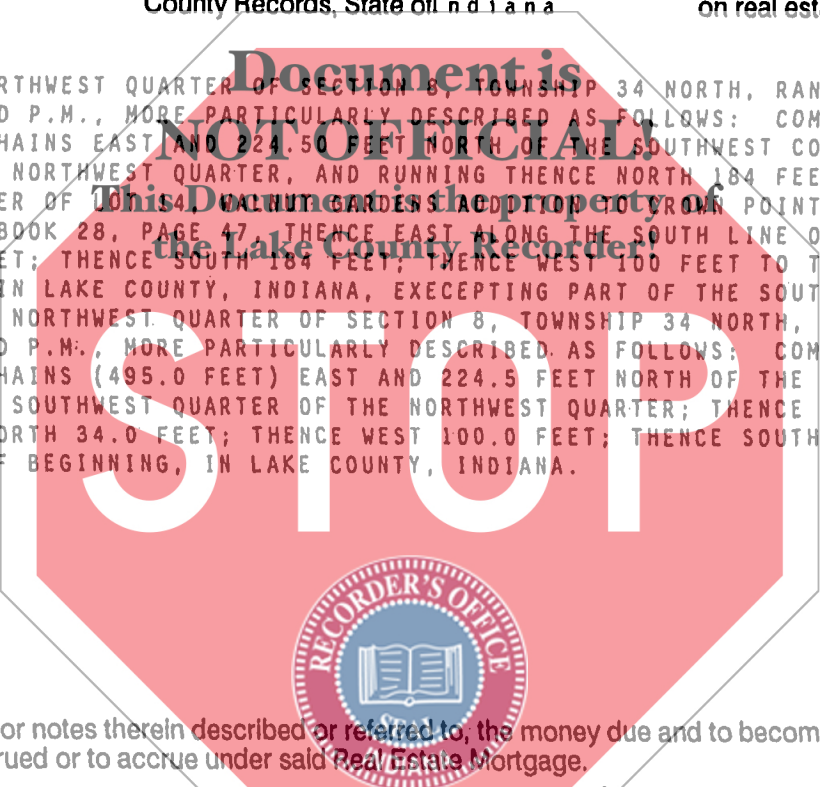 County Records, State of Indiana on real est
Document is
RTHWEST QUARTER OF SECTION 8, TOWNSHIP 34 NORTH, RAN
D P.M., MORE PARTICULARLY DESCRIBED AS FOLLOWS: COM
NOT OFFICIAL!
HAINS EAST AND 224.50 FEET NORTH OF THE SOUTHWEST CO
NORTHWEST QUARTER, AND RUNNING THENCE NORTH 184 FEE
This Document is the property of
ER OF LOT 14, WALNUT GARDENS ADDITION TO CROWN POINT
BOOK 28, PAGE 47, THENCE EAST ALONG THE SOUTH LINE O
the Lake County Recorder!
ET; THENCE SOUTH 184 FEET; THENCE WEST 100 FEET TO T
IN LAKE COUNTY, INDIANA, EXECEPTING PART OF THE SOUT
NORTHWEST QUARTER OF SECTION 8, TOWNSHIP 34 NORTH,
D P.M., MORE PARTICULARLY DESCRIBED AS FOLLOWS: COM
HAINS (495.0 FEET) EAST AND 224.5 FEET NORTH OF THE
SOUTHWEST QUARTER OF THE NORTHWEST QUARTER; THENCE
ORTH 34.0 FEET; THENCE WEST 100.0 FEET; THENCE SOUTH
F BEGINNING, IN LAKE COUNTY, INDIANA.
STOP
RECORDER'S OFFICE
SEAL
INDIANA
or notes therein described or referred to, the money due and to becom
rued or to accrue under said Real Estate Mortgage.